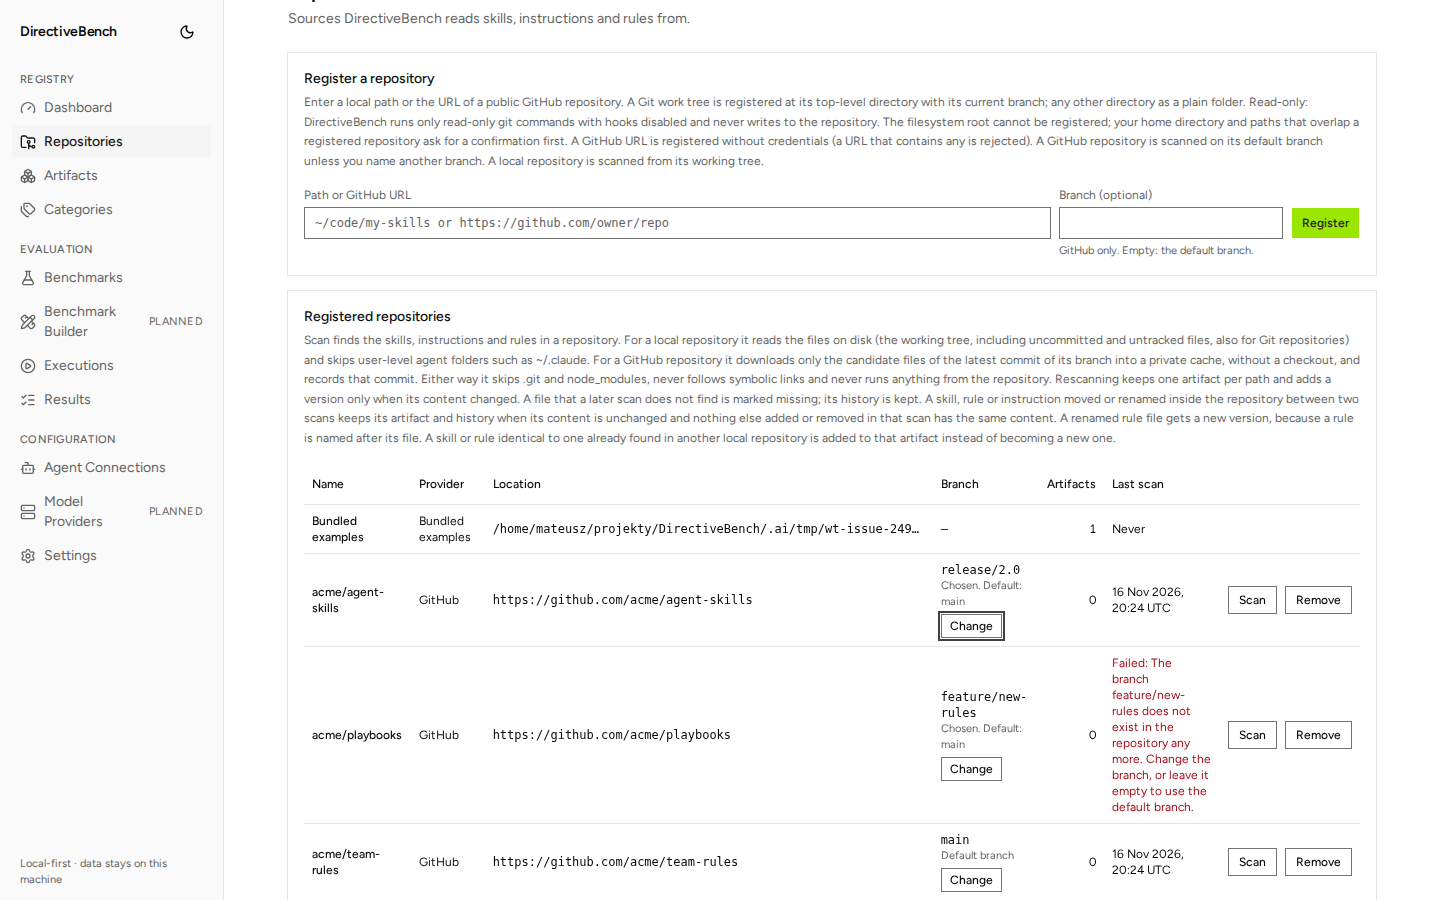 DirectiveBench
REGISTRY
Dashboard
Repositories
Artifacts
Categories
EVALUATION
Benchmarks
Benchmark
Builder
PLANNED
Executions
Results
CONFIGURATION
Agent Connections
Model
Providers
PLANNED
Settings
Local-first · data stays on this
machine
Sources DirectiveBench reads skills, instructions and rules from.
Register a repository
Enter a local path or the URL of a public GitHub repository. A Git work tree is registered at its top-level directory with its current branch; any other directory as a plain folder. Read-only:
DirectiveBench runs only read-only git commands with hooks disabled and never writes to the repository. The filesystem root cannot be registered; your home directory and paths that overlap a
registered repository ask for a confirmation first. A GitHub URL is registered without credentials (a URL that contains any is rejected). A GitHub repository is scanned on its default branch
unless you name another branch. A local repository is scanned from its working tree.
Path or GitHub URL
Branch (optional)
~/code/my-skills or https://github.com/owner/repo
Register
GitHub only. Empty: the default branch.
Registered repositories
Scan finds the skills, instructions and rules in a repository. For a local repository it reads the files on disk (the working tree, including uncommitted and untracked files, also for Git repositories)
and skips user-level agent folders such as ~/.claude. For a GitHub repository it downloads only the candidate files of the latest commit of its branch into a private cache, without a checkout, and
records that commit. Either way it skips .git and node_modules, never follows symbolic links and never runs anything from the repository. Rescanning keeps one artifact per path and adds a
version only when its content changed. A file that a later scan does not find is marked missing; its history is kept. A skill, rule or instruction moved or renamed inside the repository between two
scans keeps its artifact and history when its content is unchanged and nothing else added or removed in that scan has the same content. A renamed rule file gets a new version, because a rule
is named after its file. A skill or rule identical to one already found in another local repository is added to that artifact instead of becoming a new one.
Name Provider Location Branch Artifacts Last scan
Bundled
examples
Bundled
examples
/home/mateusz/projekty/DirectiveBench/.ai/tmp/wt-issue-249…
—
1
Never
acme/agent-
skills
GitHub
https://github.com/acme/agent-skills
release/2.0
Chosen. Default:
main
Change
0
16 Nov 2026,
20:24 UTC
Scan
Remove
acme/playbooks
GitHub
https://github.com/acme/playbooks
feature/new-
rules
Chosen. Default:
main
Change
0
Failed: The
branch
feature/new-
rules does not
exist in the
repository any
more. Change the
branch, or leave it
empty to use the
default branch.
Scan
Remove
acme/team-
rules
GitHub
https://github.com/acme/team-rules
main
Default branch
Change
0
16 Nov 2026,
20:24 UTC
Scan
Remove